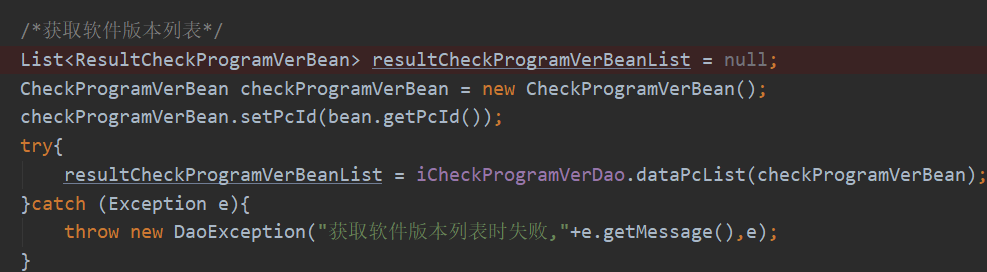 /*获取软件版本列表*/
List<ResultCheckProgramVerBean> resultCheckProgramVerBeanList = null;
CheckProgramVerBean checkProgramVerBean = new CheckProgramVerBean();
checkProgramVerBean.setPcId(bean.getPcId());
try{
    resultCheckProgramVerBeanList = iCheckProgramVerDao.dataPcList(checkProgramVerBean);
}catch (Exception e){
    throw new DaoException("获取软件版本列表时失败,"+e.getMessage(),e);
}